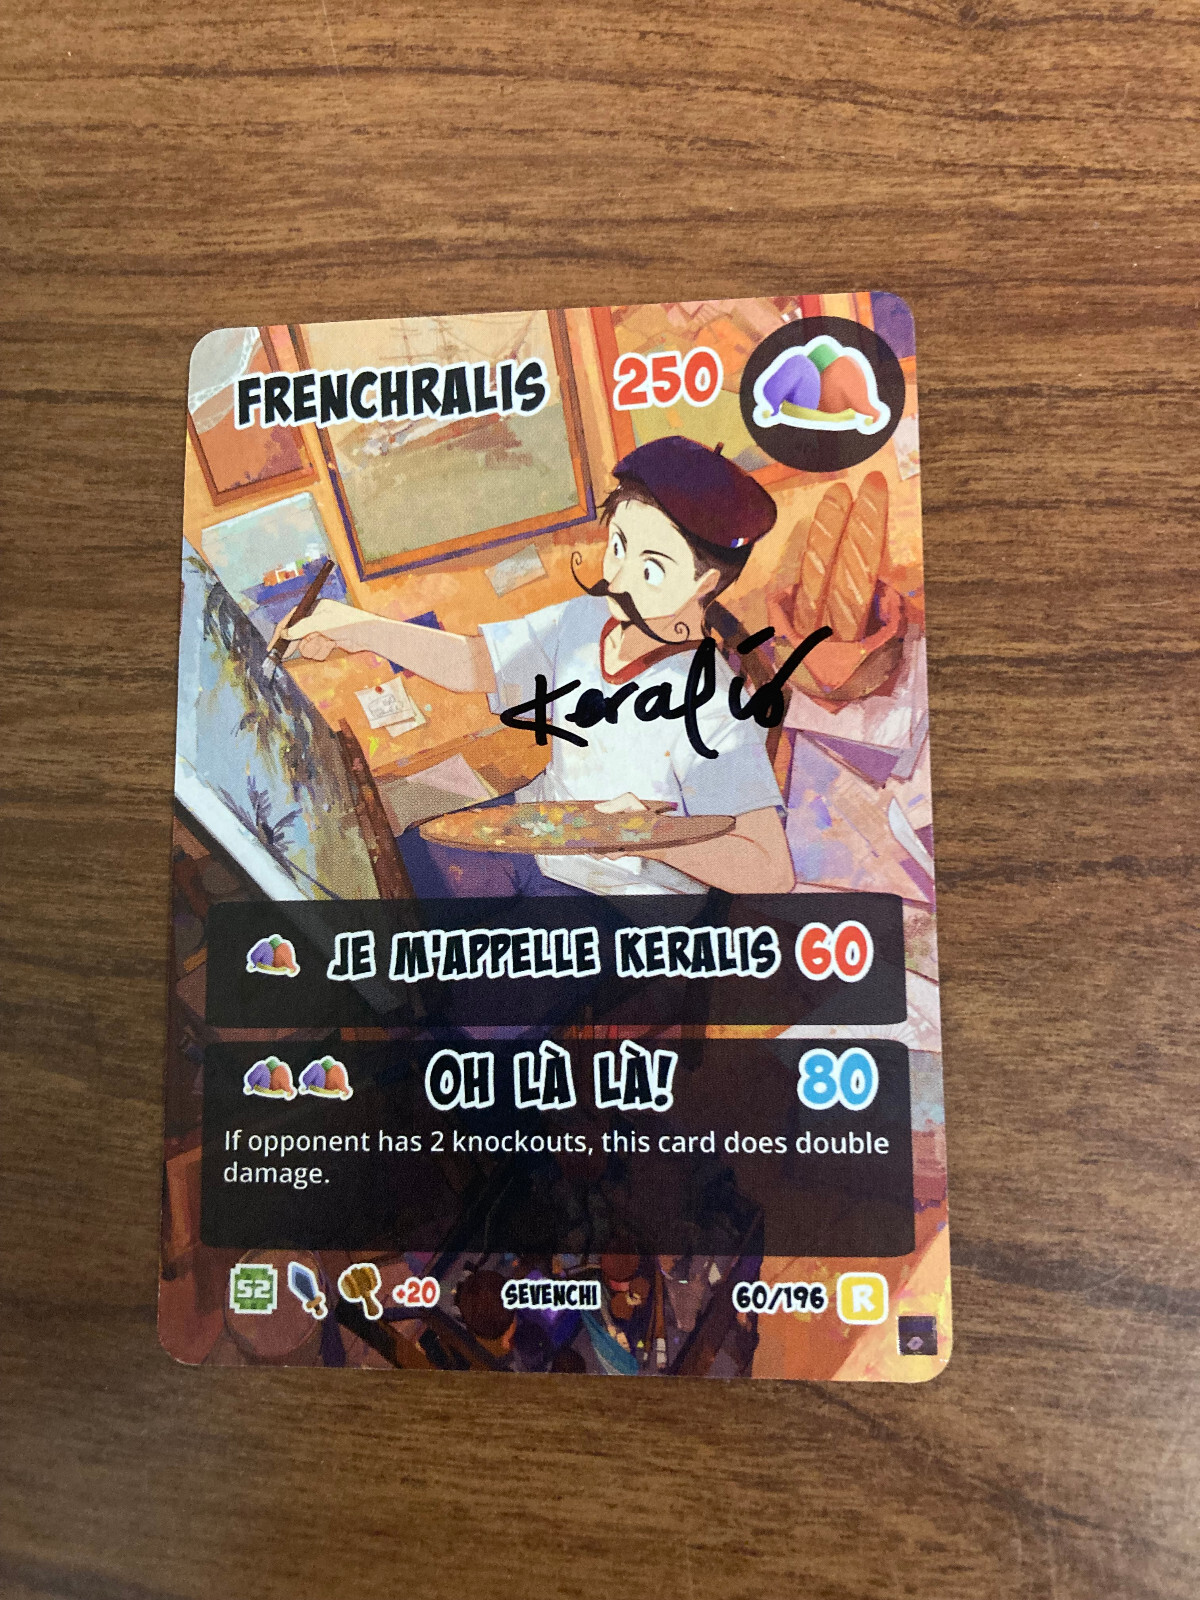 FRENCHRALIS 250
Keralis
JE M'APPELLE KERALIS 60
OH LÀ LÀ! 80
If opponent has 2 knockouts, this card does double
damage.
S2 +20 SEVENCHI 60/196 R